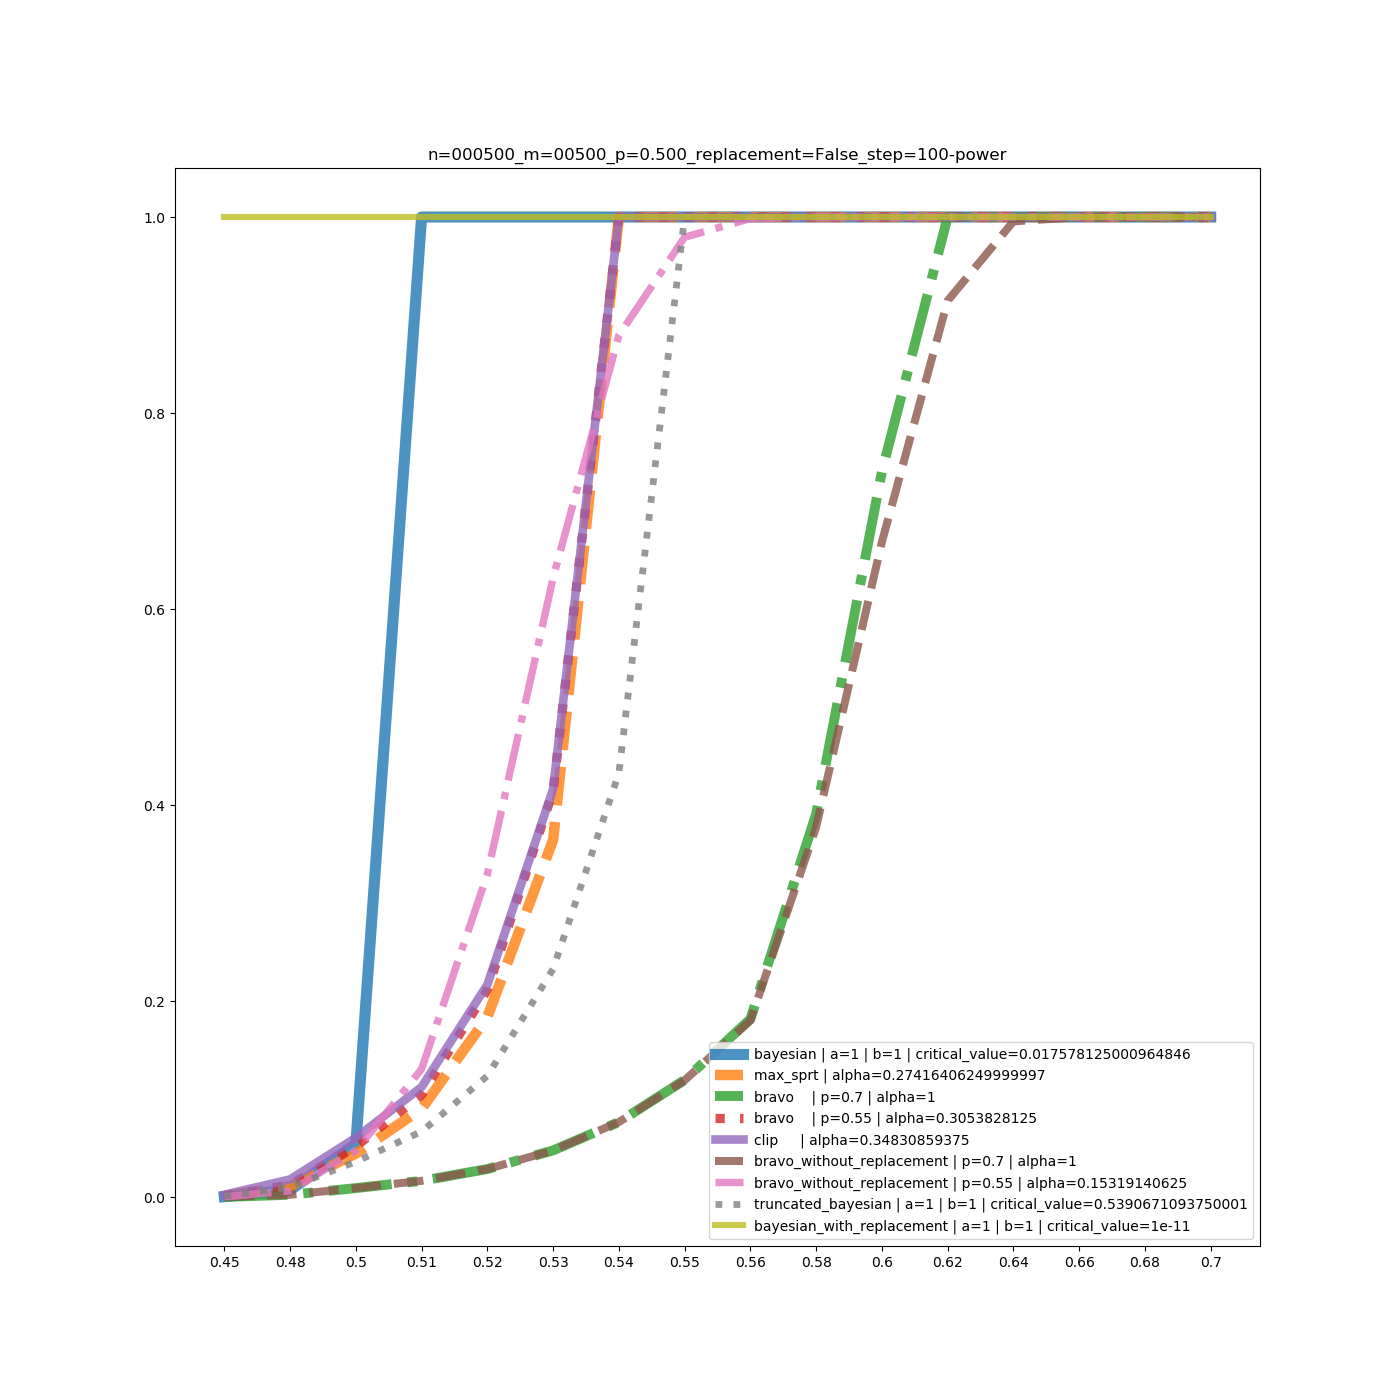 n=000500_m=00500_p=0.500_replacement=False_step=100-power
1.0
0.8
0.6
0.4
0.2
0.0
bayesian | a=1 | b=1 | critical_value=0.017578125000964846
max_sprt | alpha=0.27416406249999997
bravo | p=0.7 | alpha=1
bravo | p=0.55 | alpha=0.3053828125
clip | alpha=0.34830859375
bravo_without_replacement | p=0.7 | alpha=1
bravo_without_replacement | p=0.55 | alpha=0.15319140625
truncated_bayesian | a=1 | b=1 | critical_value=0.5390671093750001
bayesian_with_replacement | a=1 | b=1 | critical_value=1e-11
0.45 0.48 0.5 0.51 0.52 0.53 0.54 0.55 0.56 0.58 0.6 0.62 0.64 0.66 0.68 0.7